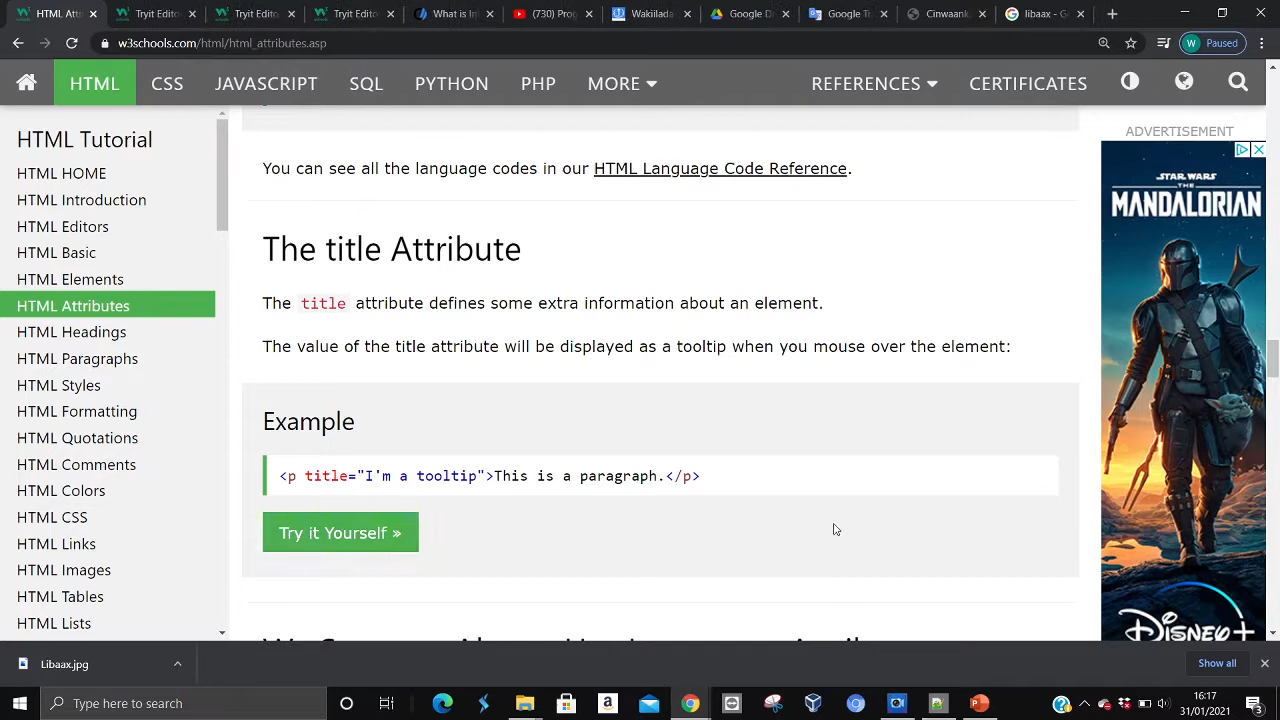 HTML Attr
Tryit Editor
Tryit Editor
Tryit Editor
What is In
(730) Prog
Wakiilada
Google Dr
Google Tr
Cinwaank
libaax - Go
w3schools.com/html/html_attributes.asp
W Paused
HTML CSS JAVASCRIPT SQL PYTHON PHP MORE REFERENCES CERTIFICATES
HTML Tutorial
HTML HOME
HTML Introduction
HTML Editors
HTML Basic
HTML Elements
HTML Attributes
HTML Headings
HTML Paragraphs
HTML Styles
HTML Formatting
HTML Quotations
HTML Comments
HTML Colors
HTML CSS
HTML Links
HTML Images
HTML Tables
HTML Lists
You can see all the language codes in our HTML Language Code Reference.
The title Attribute
The title attribute defines some extra information about an element.
The value of the title attribute will be displayed as a tooltip when you mouse over the element:
Example
<p title="I'm a tooltip">This is a paragraph.</p>
Try it Yourself »
ADVERTISEMENT
STAR WARS
THE
MANDALORIAN
DISNEY+
Libaax.jpg
Show all
Type here to search
16:17
31/01/2021
3